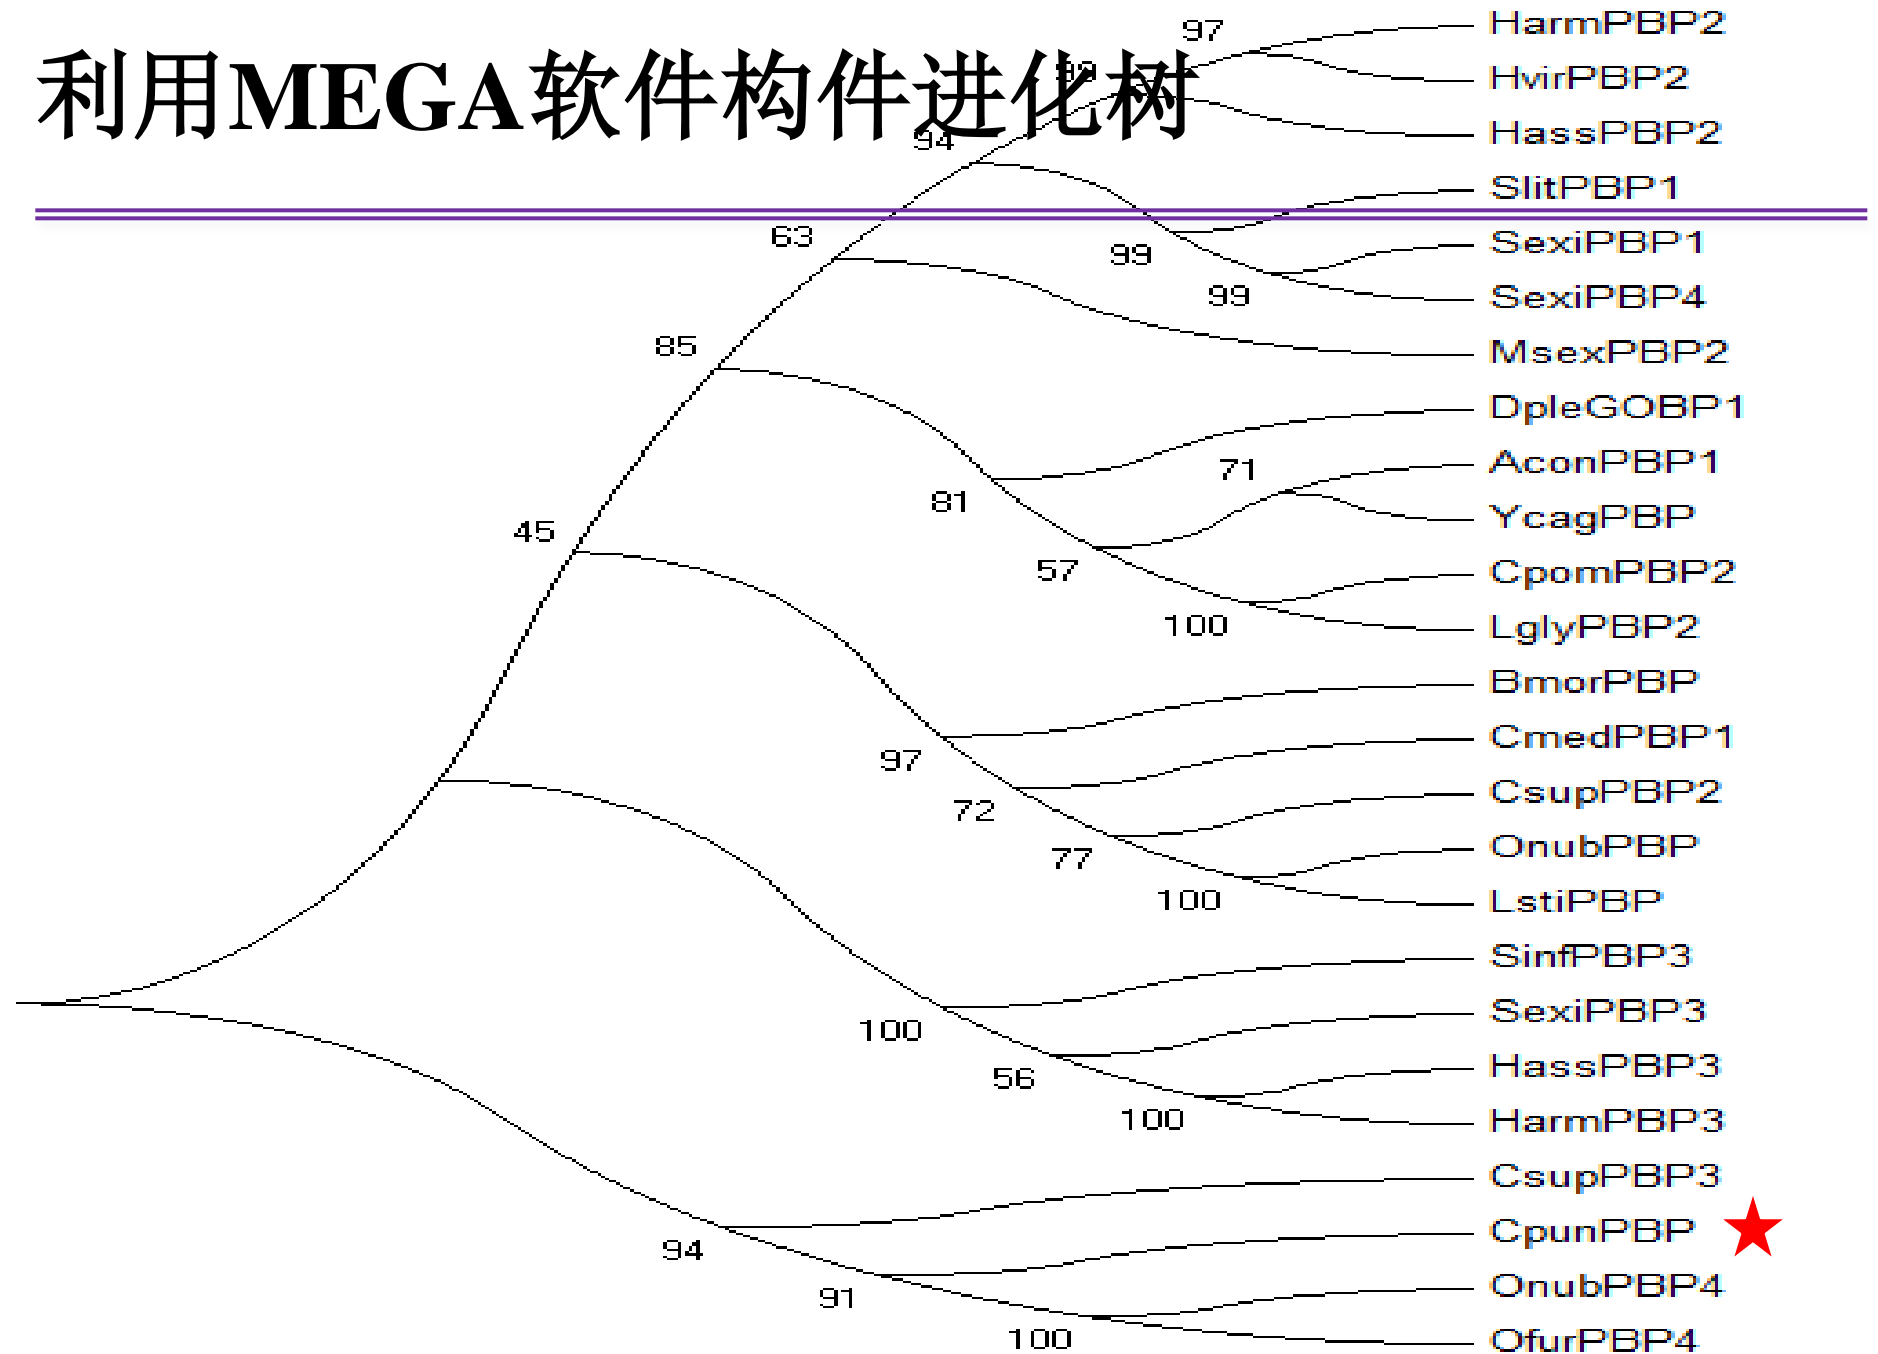 利用MEGA软件构件进化树
97
HarmPBP2
HvirPBP2
HassPBP2
94
SlitPBP1
63
99
SexiPBP1
99
SexiPBP4
85
MsexPBP2
DpleGOBP1
71
AconPBP1
81
YcagPBP
45
57
CpomPBP2
100
LglyPBP2
BmorPBP
97
CmedPBP1
72
CsupPBP2
77
OnubPBP
100
LstiPBP
SinfPBP3
100
SexiPBP3
56
HassPBP3
100
HarmPBP3
CsupPBP3
94
CpunPBP
91
OnubPBP4
100
OfurPBP4